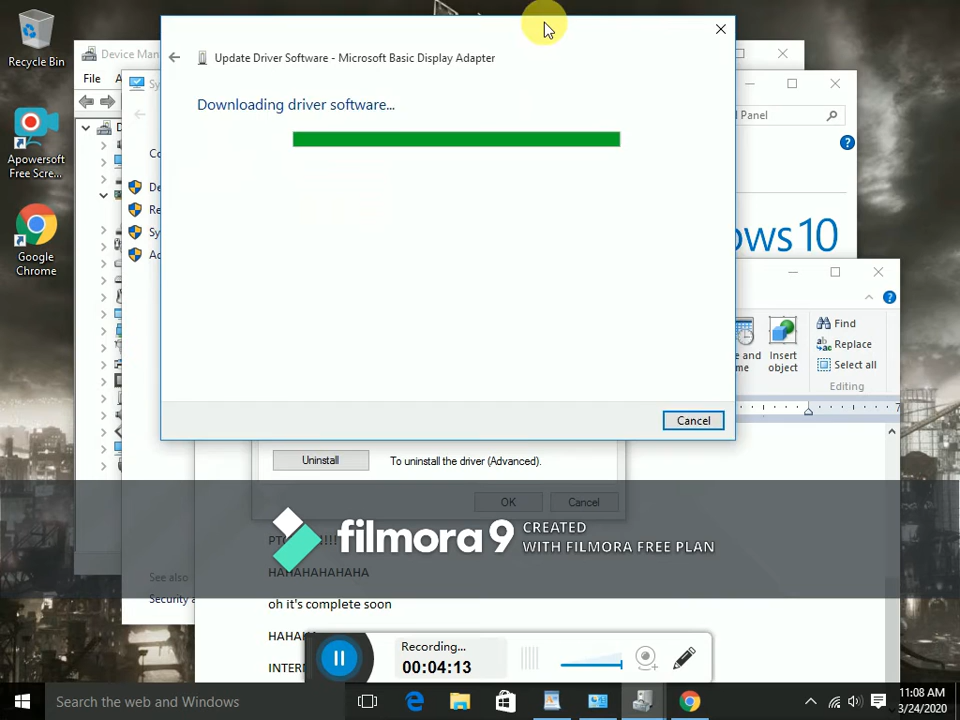 Recycle Bin
Apowersoft
Free Scre...
Google
Chrome
Device Man
File
Update Driver Software - Microsoft Basic Display Adapter
Downloading driver software...
Cancel
Panel
ows 10
Find
Replace
Select all
Insert
object
Editing
7
Uninstall
To uninstall the driver (Advanced).
OK
Cancel
filmora 9
CREATED
WITH FILMORA FREE PLAN
HAHAHAHAHAHA
oh it's complete soon
See also
Security a
Recording...
00:04:13
Search the web and Windows
11:08 AM
3/24/2020